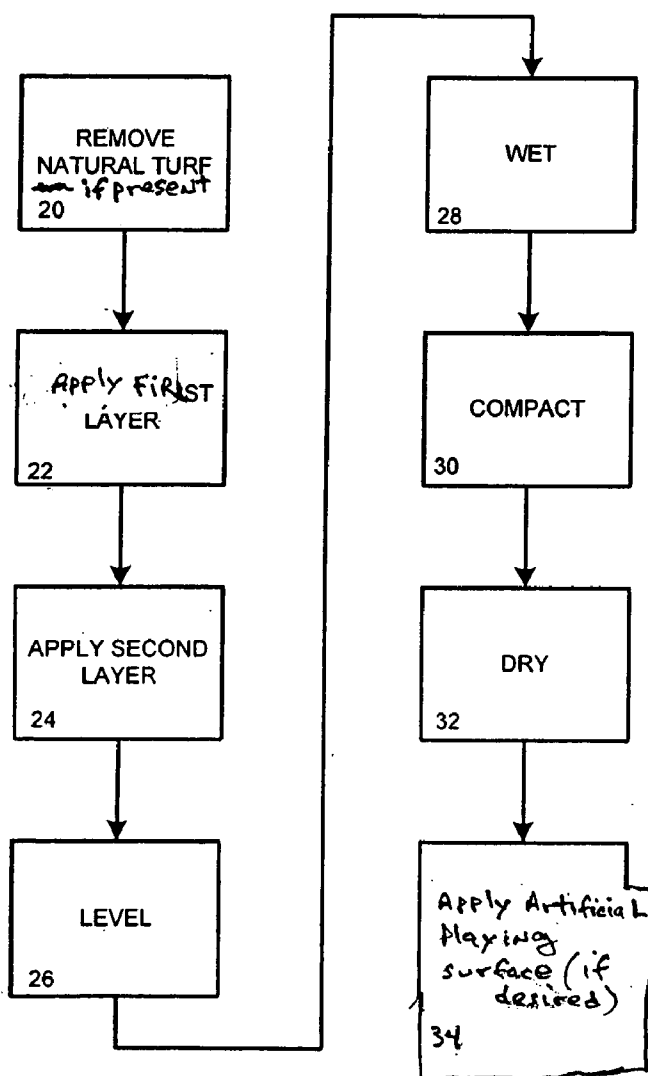 REMOVE
NATURAL TURF
if present
20
Apply FiRST
LAYER
22
APPLY SECOND
LAYER
24
LEVEL
26
WET
28
COMPACT
30
DRY
32
Apply Artificial
Playing
surface (if
desired)
34